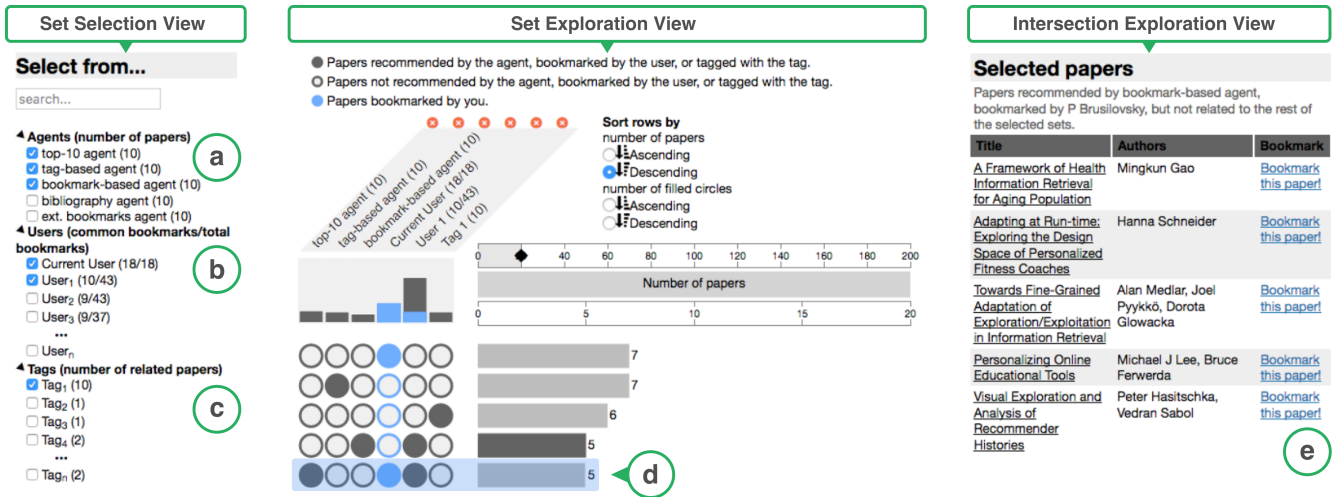 Set Selection View
Set Exploration View
Intersection Exploration View
Select from...
search...
Agents (number of papers)
top-10 agent (10)
tag-based agent (10)
bookmark-based agent (10)
bibliography agent (10)
ext. bookmarks agent (10)
a
Users (common bookmarks/total
bookmarks)
Current User (18/18)
User1 (10/43)
User2 (9/43)
User3 (9/37)
...
Usern
b
Tags (number of related papers)
Tag1 (10)
Tag2 (1)
Tag3 (1)
Tag4 (2)
...
Tagn (2)
c
Papers recommended by the agent, bookmarked by the user, or tagged with the tag.
Papers not recommended by the agent, bookmarked by the user, or tagged with the tag.
Papers bookmarked by you.
top-10 agent (10)
tag-based agent (10)
bookmark-based agent (10)
Current User (18/18)
User 1 (10/43)
Tag 1 (10)
Sort rows by
number of papers
Ascending
Descending
number of filled circles
Ascending
Descending
0 40 60 80 100 120 140 160 180 200
Number of papers
0 5 10 15 20
7
7
6
5
5
d
Selected papers
Papers recommended by bookmark-based agent,
bookmarked by P Brusilovsky, but not related to the rest of
the selected sets.
Title Authors Bookmark
A Framework of Health Mingkun Gao Bookmark
Information Retrieval this paper!
for Aging Population
Adapting at Run-time: Hanna Schneider Bookmark
Exploring the Design this paper!
Space of Personalized
Fitness Coaches
Towards Fine-Grained Alan Medlar, Joel Bookmark
Adaptation of Pyykkö, Dorota this paper!
Exploration/Exploitation Glowacka
in Information Retrieval
Personalizing Online Michael J Lee, Bruce Bookmark
Educational Tools Ferwerda this paper!
Visual Exploration and Peter Hasitschka, Bookmark
Analysis of Vedran Sabol this paper!
Recommender
Histories
e